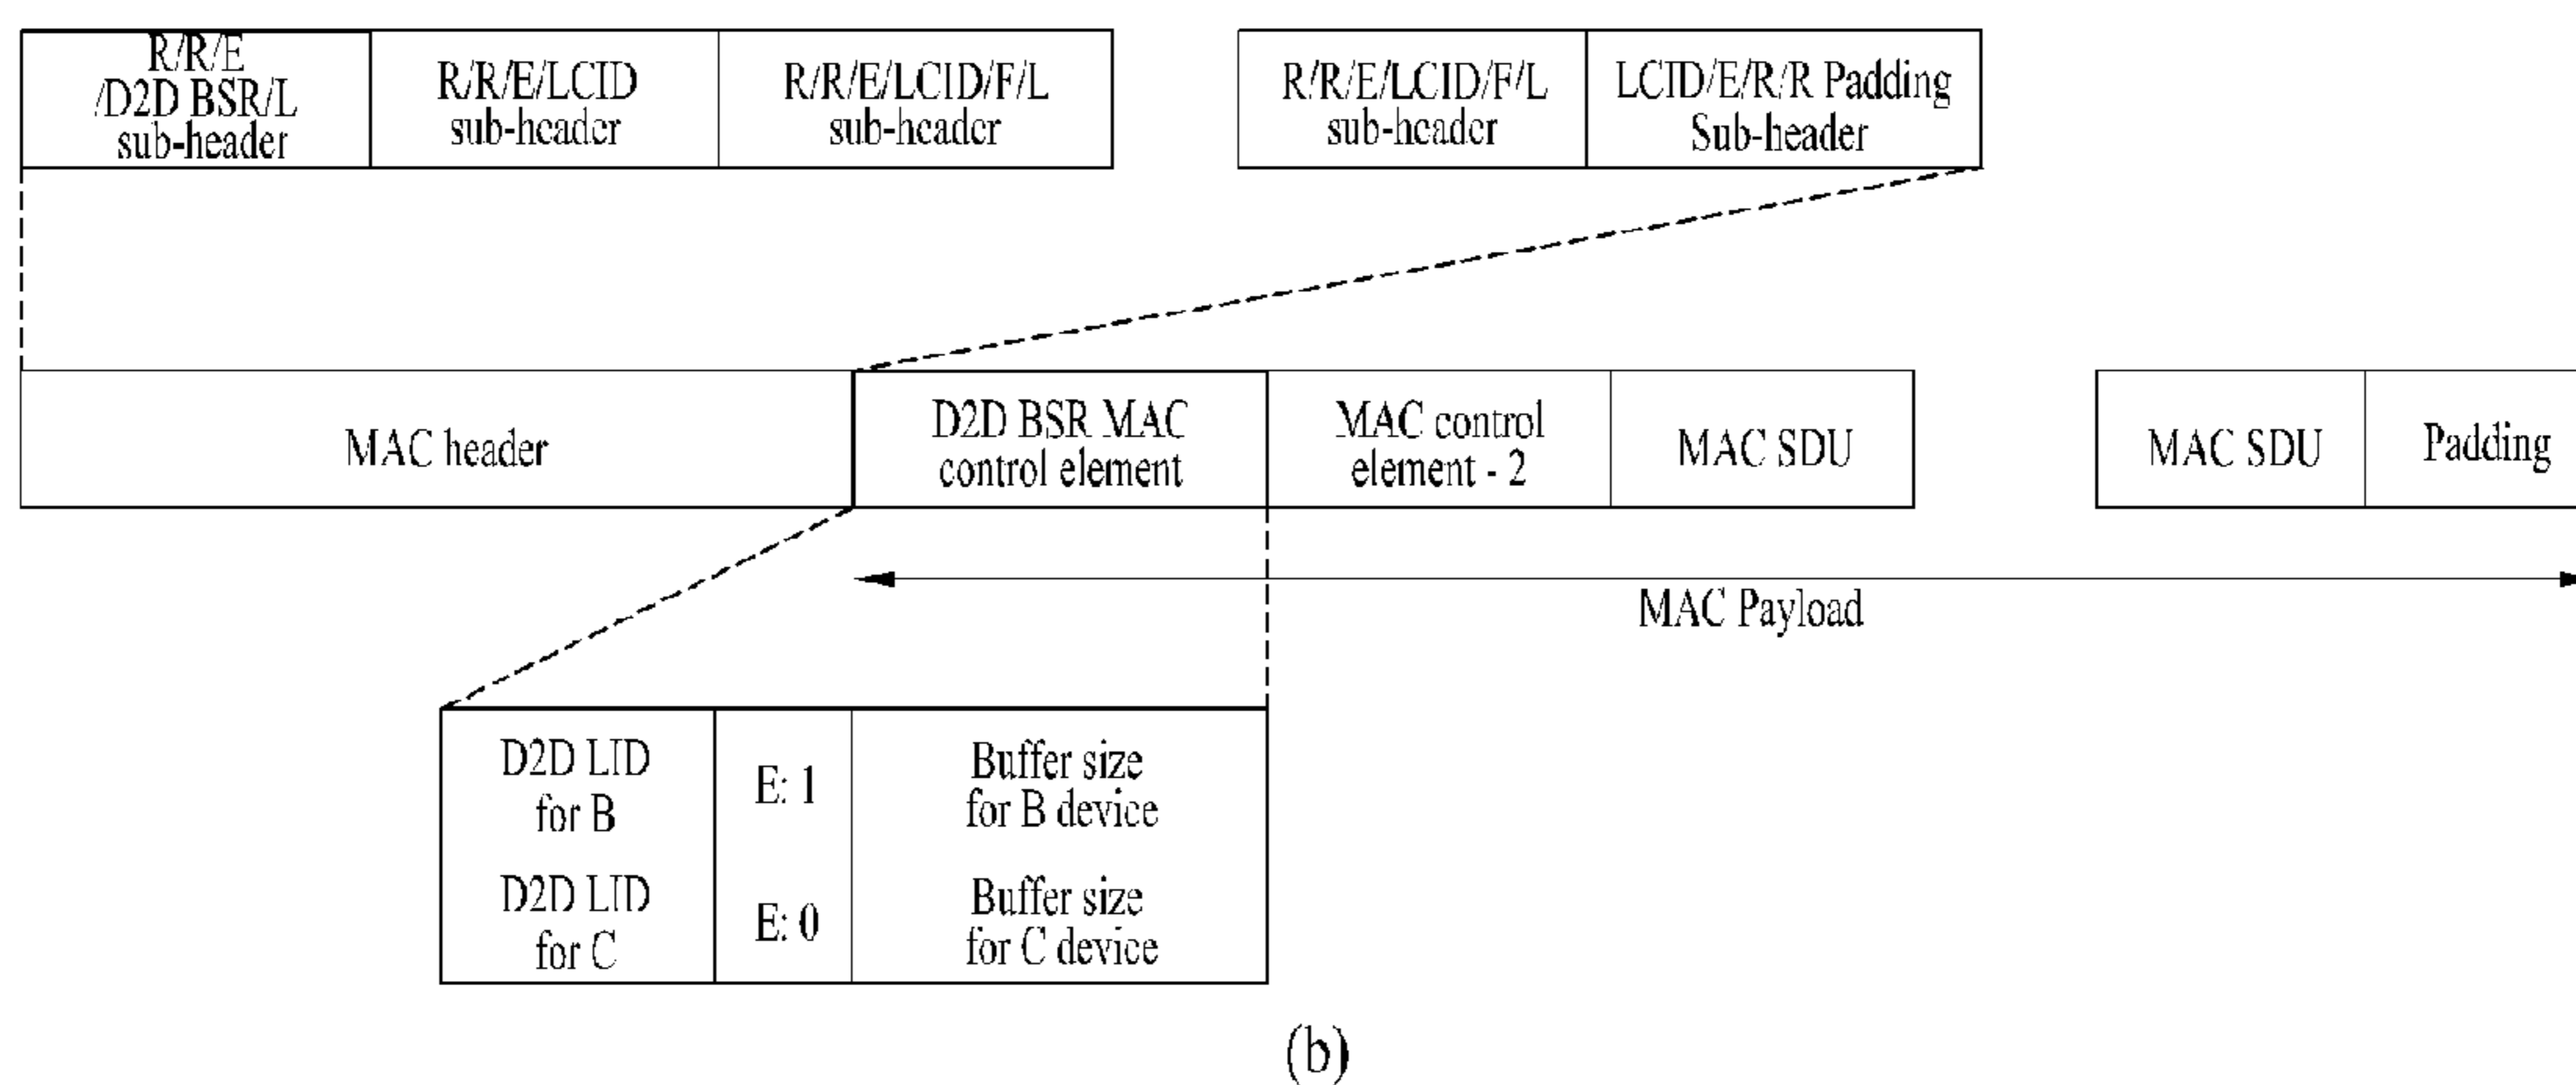 R/R/E
/D2D BSR/L
sub-header
R/R/E/LCID
sub-header
R/R/E/LCID/F/L
sub-header
R/R/E/LCID/F/L
sub-header
LCID/E/R/R Padding
Sub-header
MAC header
D2D BSR MAC
control element
MAC control
element - 2
MAC SDU
MAC SDU
Padding
MAC Payload
D2D LID
for B
E: 1
Buffer size
for B device
D2D LID
for C
E: 0
Buffer size
for C device
(b)